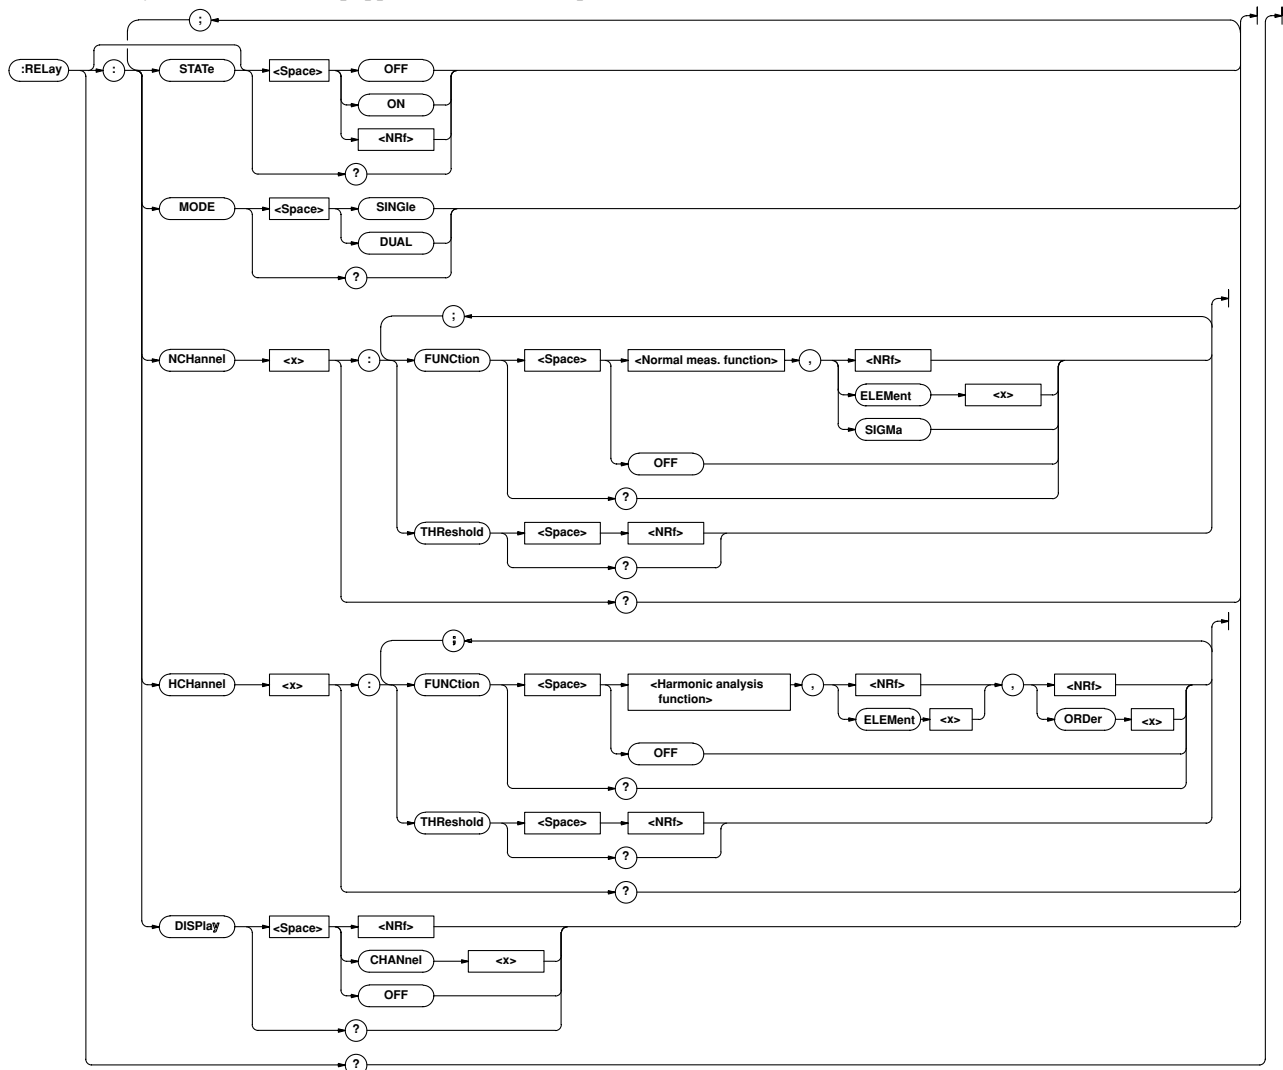 ;
:RELay : STATe <Space> OFF
ON
<NRf>
?
MODE <Space> SINGle
DUAL
?
;
NCHannel <x> : FUNCtion <Space> <Normal meas. function> , <NRf>
ELEMent <x>
SIGMa
OFF
?
THReshold <Space> <NRf>
?
?
;
HCHannel <x> : FUNCtion <Space> <Harmonic analysis function> , <NRf> , <NRf>
ELEMent <x> ORDer <x>
OFF
?
THReshold <Space> <NRf>
?
?
DISPlay <Space> <NRf>
CHANnel <x>
OFF
?
?